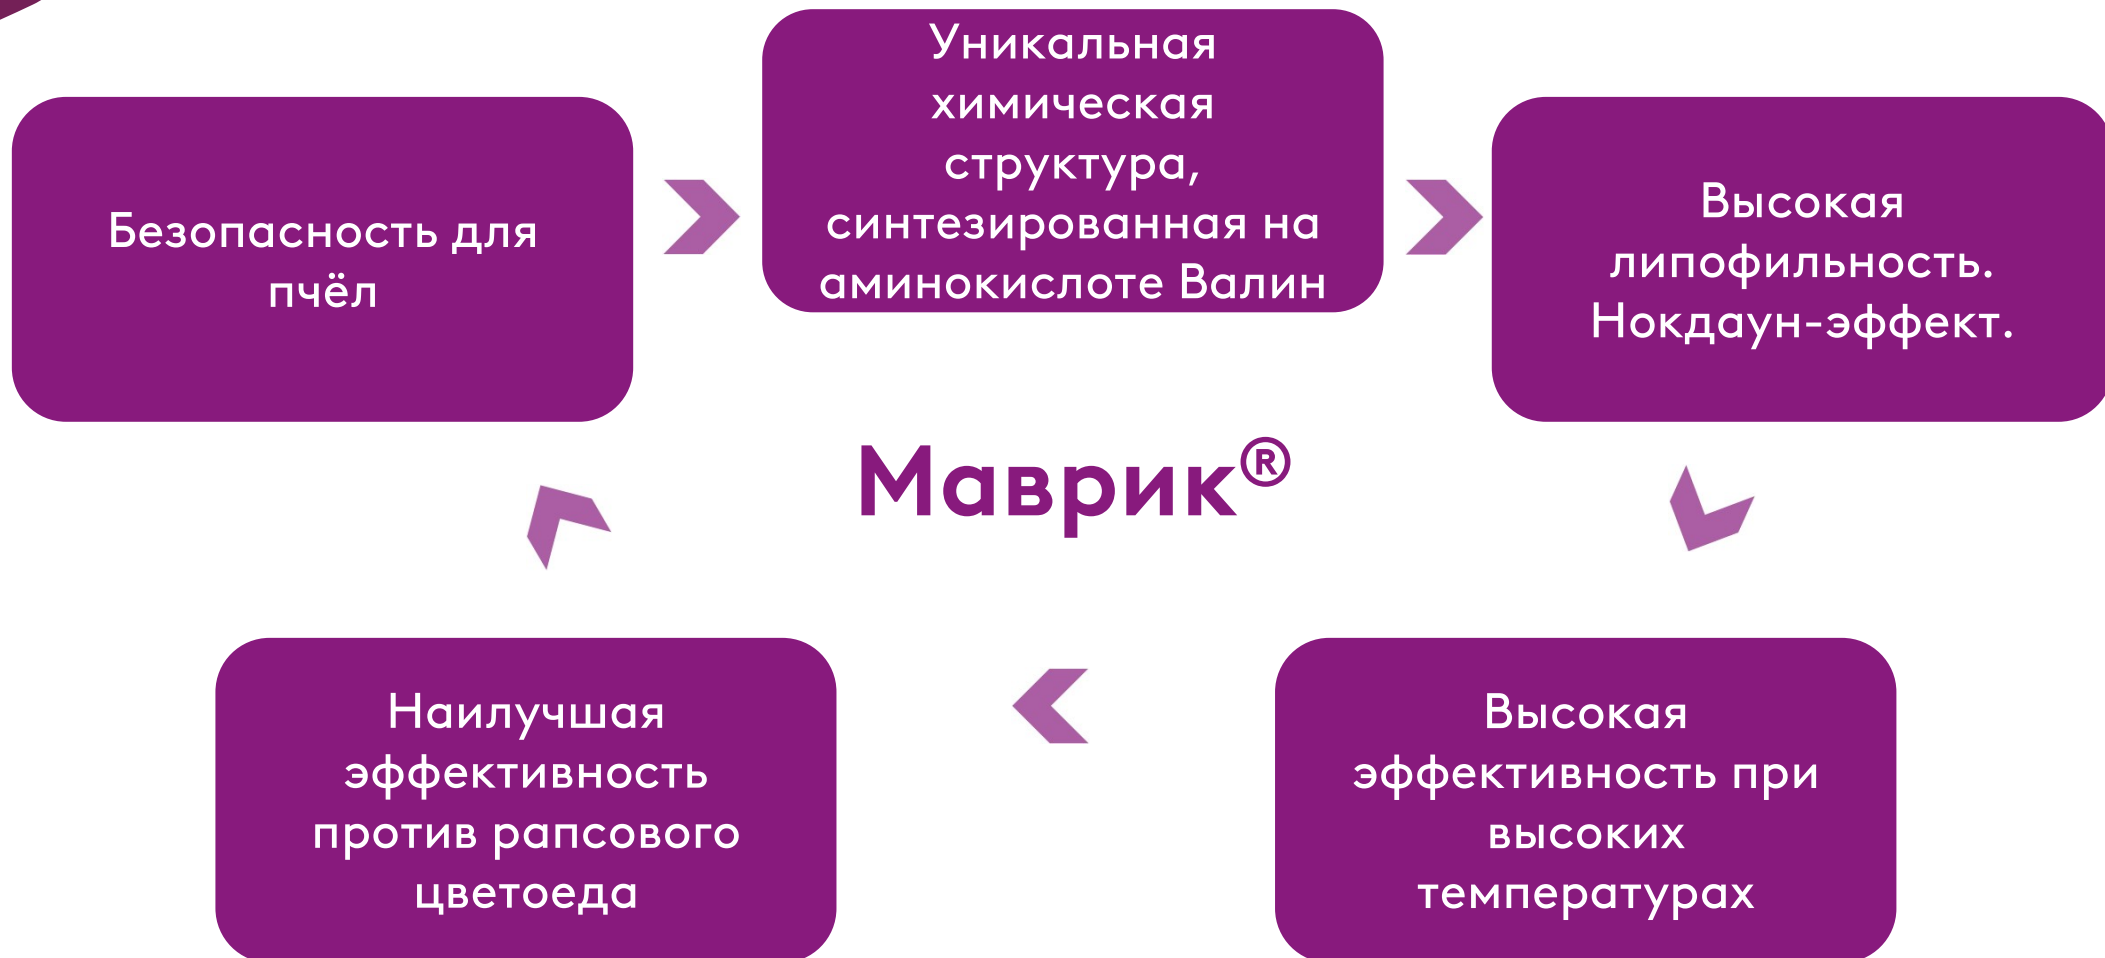 Уникальная
химическая
структура,
синтезированная на
аминокислоте Валин
Безопасность для
пчёл
Высокая
липофильность.
Нокдаун-эффект.
Маврик®
Наилучшая
эффективность
против рапсового
цветоеда
Высокая
эффективность при
высоких
температурах